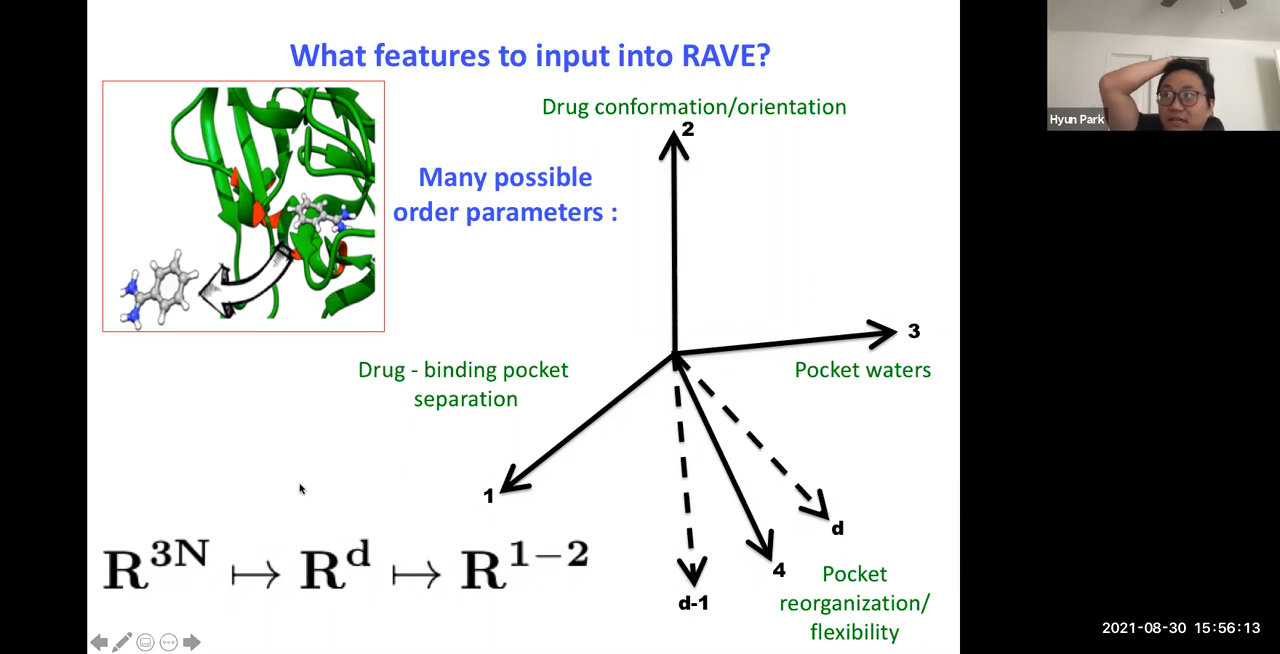 What features to input into RAVE?
Drug conformation/orientation
2
Many possible
order parameters :
3
Drug - binding pocket
separation
Pocket waters
1
d
R^{3N} ↦ R^d ↦ R^{1−2}
4
d-1
Pocket
reorganization/
flexibility
Hyun Park
2021-08-30 15:56:13